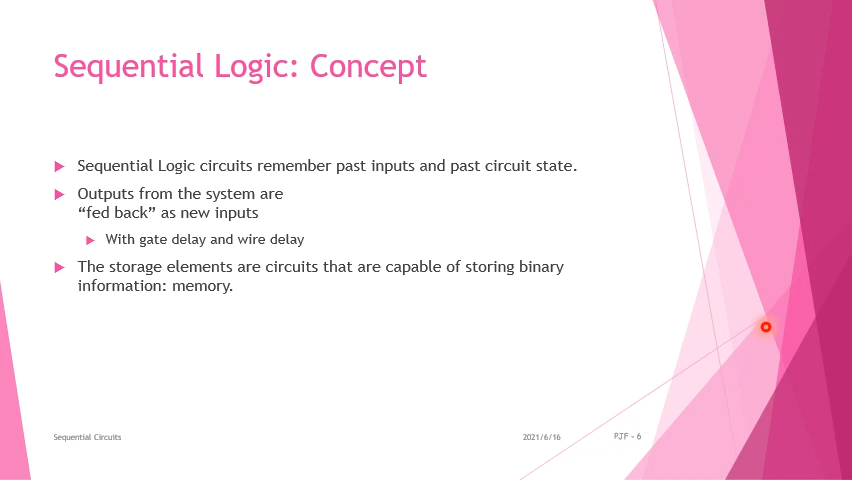 Sequential Logic: Concept
Sequential Logic circuits remember past inputs and past circuit state.
Outputs from the system are
“fed back” as new inputs
With gate delay and wire delay
The storage elements are circuits that are capable of storing binary
information: memory.
Sequential Circuits
2021/6/16
PJF - 6